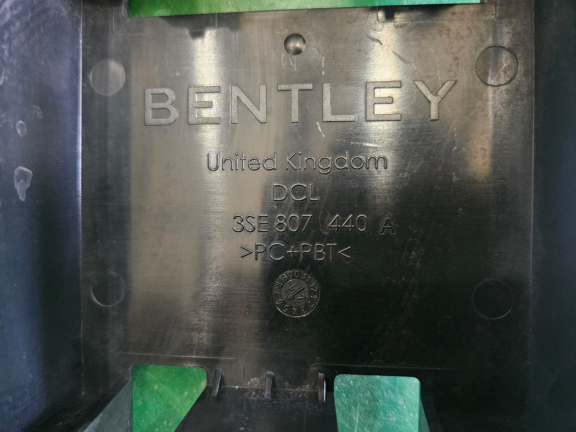 BENTLEY
United Kingdom
DCL
3SE 807 440 A
>PC+PBT<